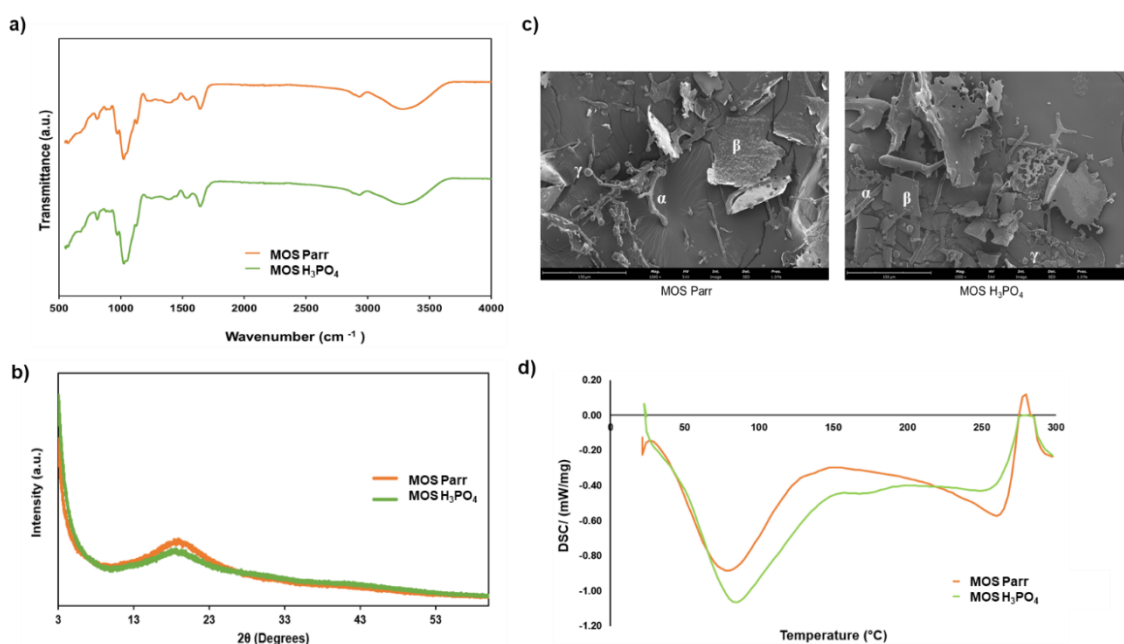 a)
Transmittance (a.u.)
MOS Parr
MOS H₃PO₄
500 1000 1500 2000 2500 3000 3500 4000
Wavenumber (cm ⁻¹ )
b)
Intensity (a.u.)
MOS Parr
MOS H₃PO₄
3 13 23 33 43 53
2θ (Degrees)
c)
β
γ
α
MOS Parr
α
β
γ
MOS H₃PO₄
d)
DSC/ (mW/mg)
0.20
0.00
-0.20
-0.40
-0.60
-0.80
-1.00
-1.20
0 50 100 150 200 250 300
MOS Parr
MOS H₃PO₄
Temperature (°C)